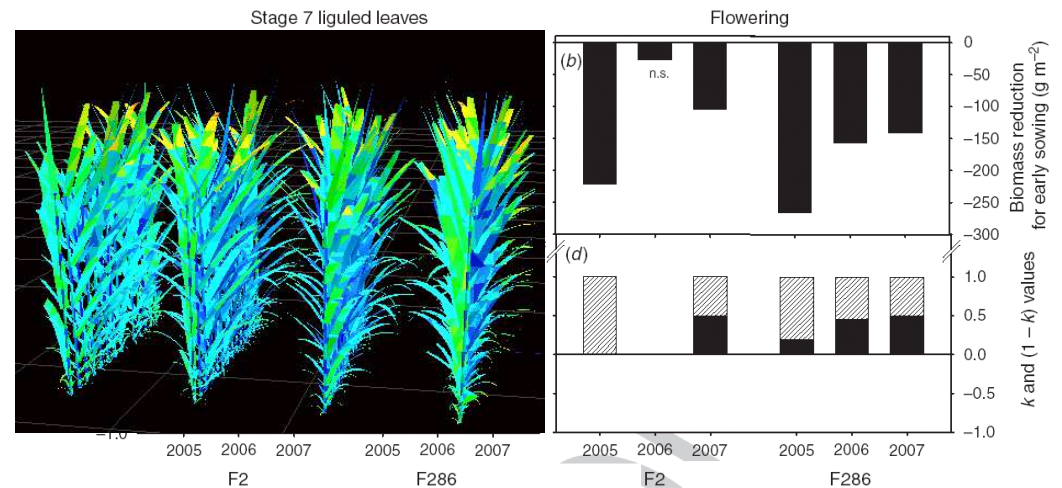 Stage 7 liguled leaves
Flowering
(b)
n.s.
0
−50
−100
−150
−200
−250
−300
Biomass reduction
for early sowing (g m−2)
(d)
1.0
0.5
0.0
−0.5
−1.0
k and (1 − k) values
−1.0
2005 2006 2007 2005 2006 2007
F2 F286
2005 2006 2007 2005 2006 2007
F2 F286